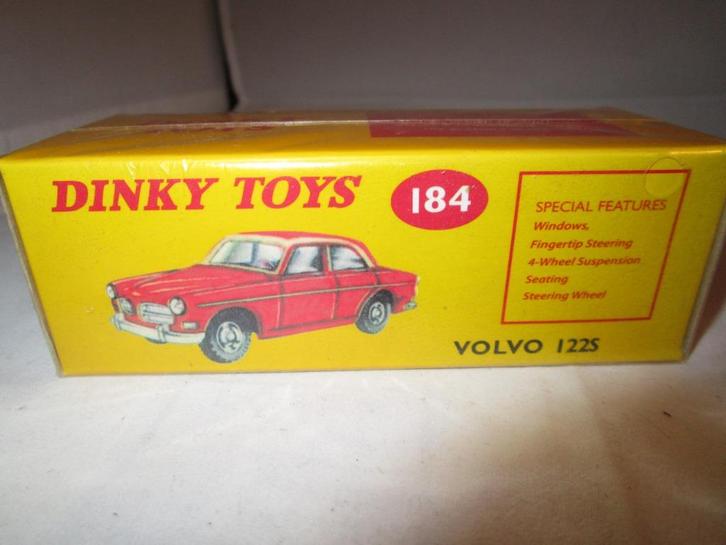 DINKY TOYS
184
SPECIAL FEATURES
Windows,
Fingertip Steering
4-Wheel Suspension
Seating
Steering Wheel
VOLVO 122S